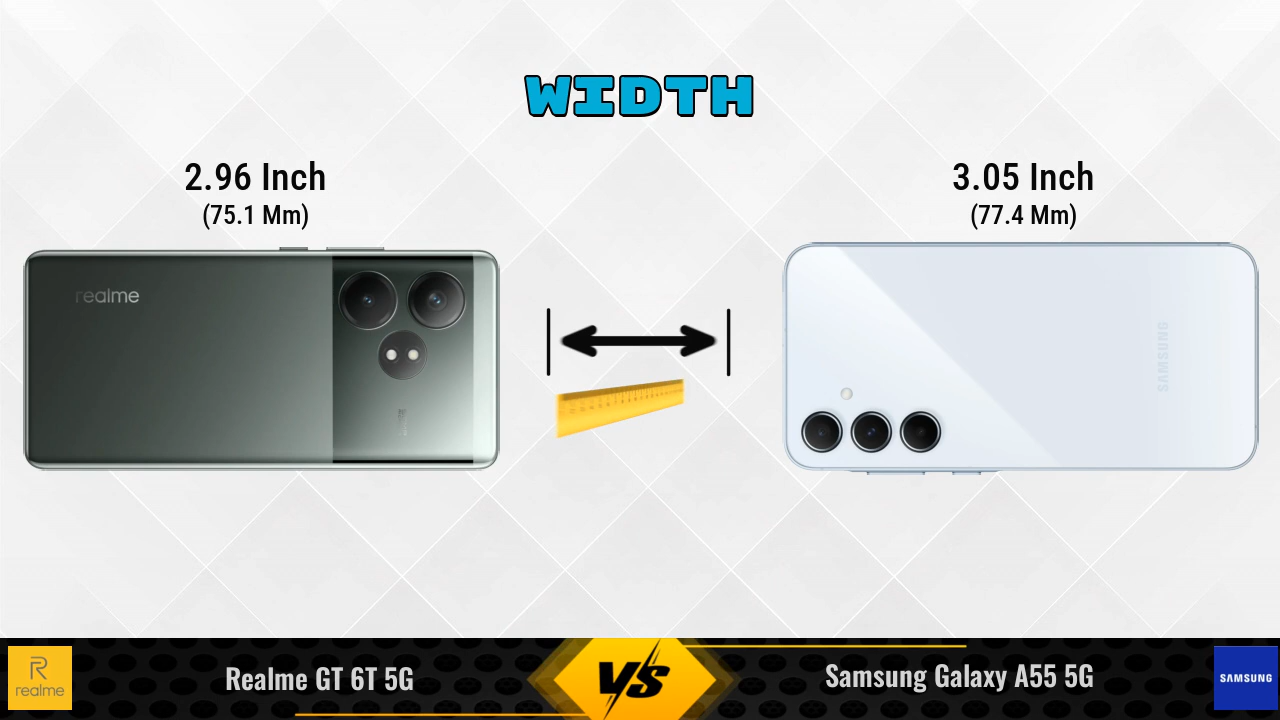 WIDTH
2.96 Inch
(75.1 Mm)
3.05 Inch
(77.4 Mm)
realme
SAMSUNG
realme
Realme GT 6T 5G
VS
Samsung Galaxy A55 5G
SAMSUNG